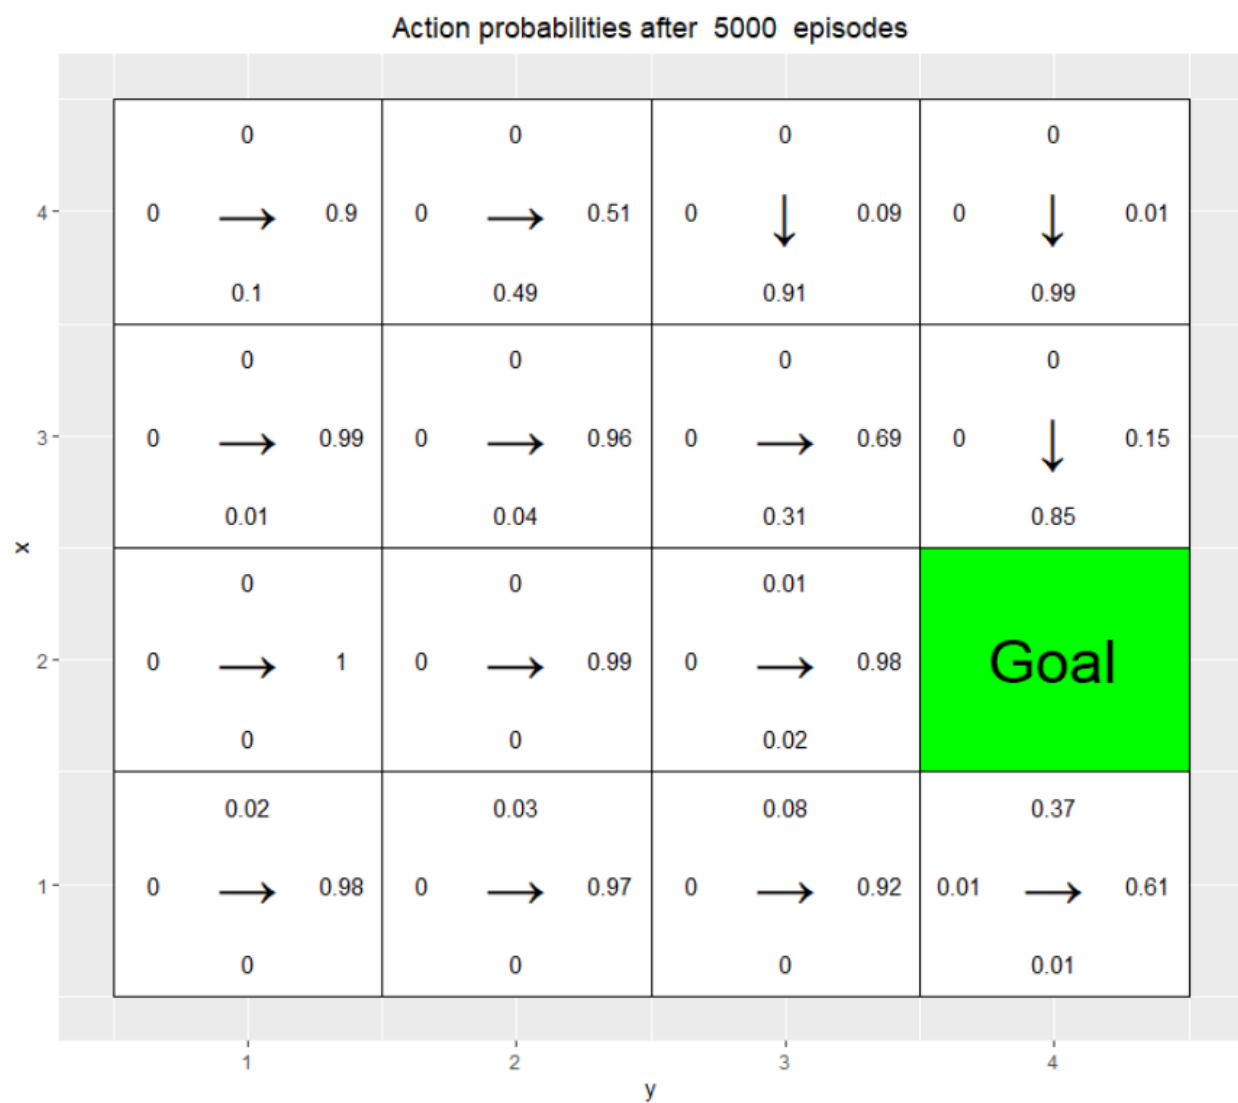 Action probabilities after 5000 episodes
0 0 0 0
4 0 → 0.9 0 → 0.51 0 ↓ 0.09 0 ↓ 0.01
0.1 0.49 0.91 0.99
0 0 0 0
3 0 → 0.99 0 → 0.96 0 → 0.69 0 ↓ 0.15
0.01 0.04 0.31 0.85
x
0 0 0.01
2 0 → 1 0 → 0.99 0 → 0.98 Goal
0 0 0.02
0.02 0.03 0.08 0.37
1 0 → 0.98 0 → 0.97 0 → 0.92 0.01 → 0.61
0 0 0 0.01
1 2 3 4
y